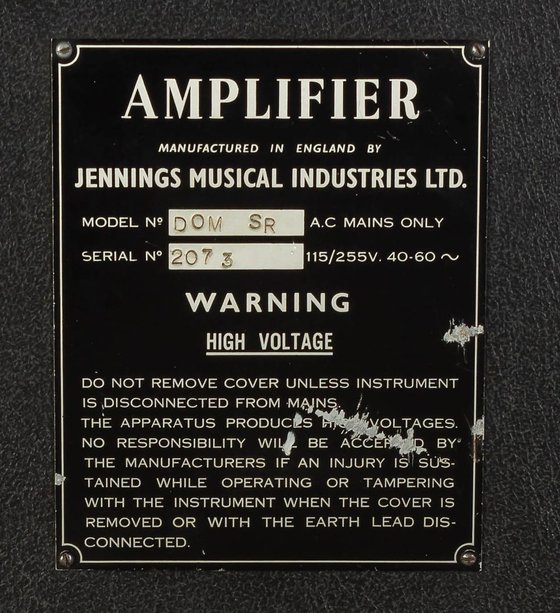 AMPLIFIER
MANUFACTURED IN ENGLAND BY
JENNINGS MUSICAL INDUSTRIES LTD.
MODEL Nº DOM SR A.C MAINS ONLY
SERIAL Nº 2073 115/255V. 40-60 ~
WARNING
HIGH VOLTAGE
DO NOT REMOVE COVER UNLESS INSTRUMENT
IS DISCONNECTED FROM MAINS.
THE APPARATUS PRODUCES HIGH VOLTAGES.
NO RESPONSIBILITY WILL BE ACCEPTED BY
THE MANUFACTURERS IF AN INJURY IS SUS-
TAINED WHILE OPERATING OR TAMPERING
WITH THE INSTRUMENT WHEN THE COVER IS
REMOVED OR WITH THE EARTH LEAD DIS-
CONNECTED.